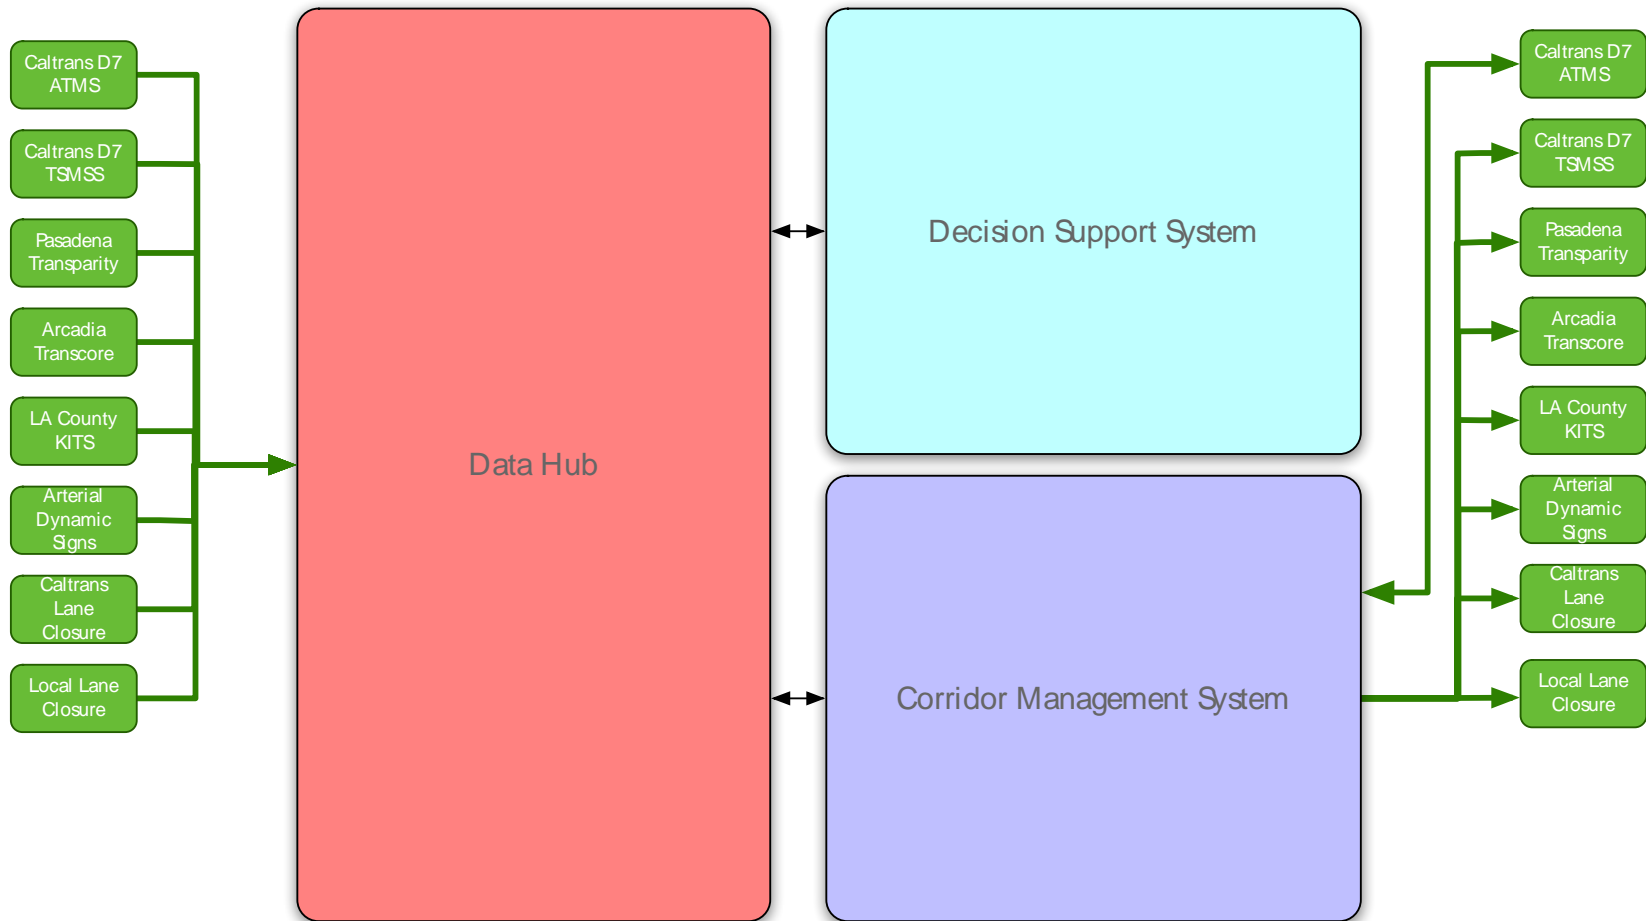 Caltrans D7
ATMS
Caltrans D7
TSMSS
Pasadena
Transparity
Arcadia
Transcore
LA County
KITS
Arterial
Dynamic
Signs
Caltrans
Lane
Closure
Local Lane
Closure
Data Hub
Decision Support System
Corridor Management System
Caltrans D7
ATMS
Caltrans D7
TSMSS
Pasadena
Transparity
Arcadia
Transcore
LA County
KITS
Arterial
Dynamic
Signs
Caltrans
Lane
Closure
Local Lane
Closure